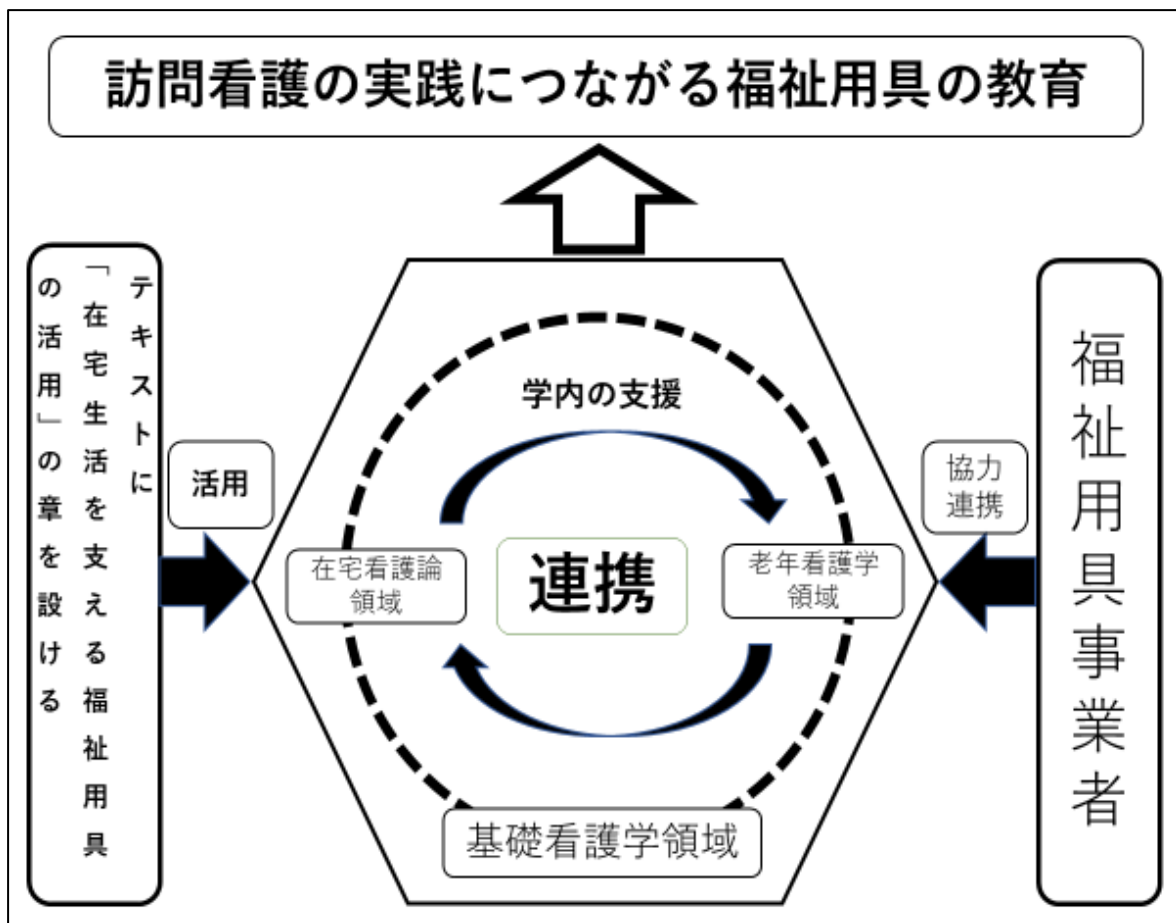 訪問看護の実践につながる福祉用具の教育
テキストに
「在宅生活を支える福祉用具
の活用」の章を設ける
活用
学内の支援
在宅看護論
領域
連携
老年看護学
領域
基礎看護学領域
協力
連携
福祉用具事業者